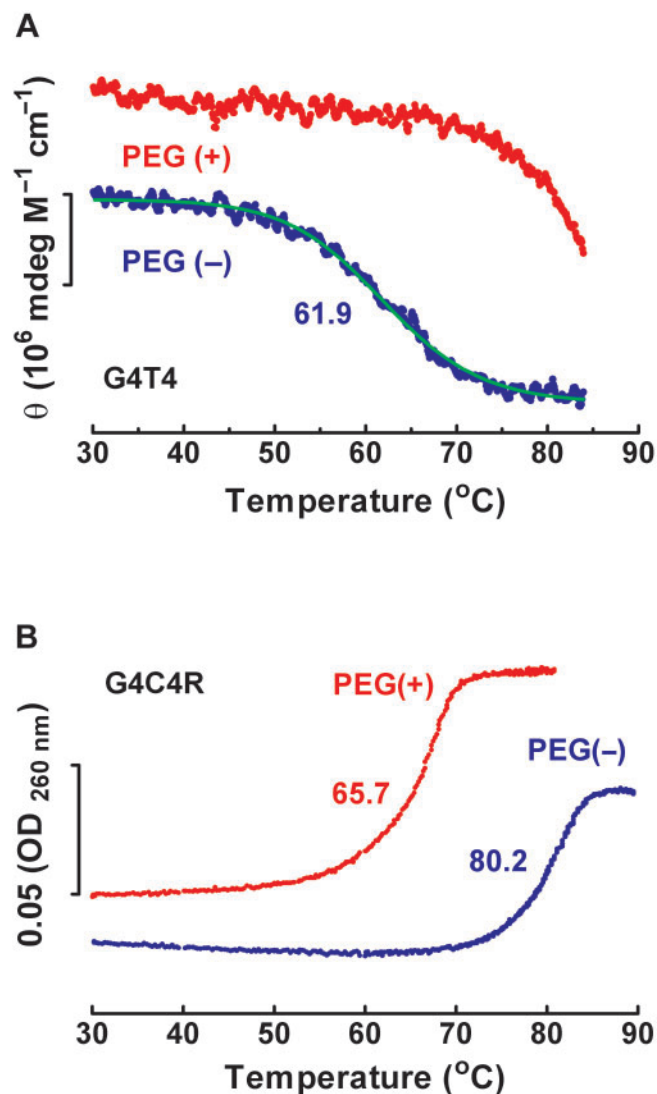 A
θ (10⁶ mdeg M⁻¹ cm⁻¹)
PEG (+)
PEG (–)
61.9
G4T4
30 40 50 60 70 80 90
Temperature (°C)
B
G4C4R
PEG(+)
PEG(–)
65.7
80.2
0.05 (OD 260 nm)
30 40 50 60 70 80 90
Temperature (°C)